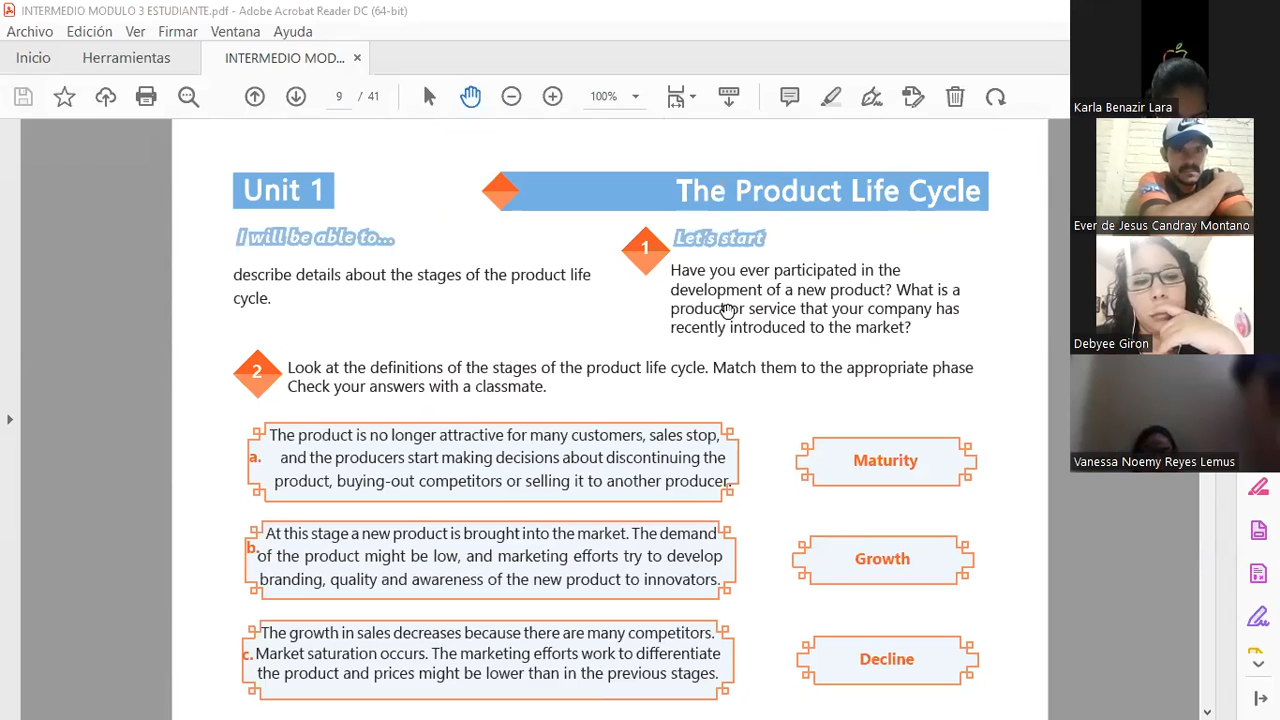 INTERMEDIO MODULO 3 ESTUDIANTE.pdf - Adobe Acrobat Reader DC (64-bit)
Archivo Edición Ver Firmar Ventana Ayuda
Inicio Herramientas INTERMEDIO MOD... ×
9 / 41 100%
Unit 1
The Product Life Cycle
I will be able to...
describe details about the stages of the product life
cycle.
1
Let's start
Have you ever participated in the
development of a new product? What is a
product or service that your company has
recently introduced to the market?
2
Look at the definitions of the stages of the product life cycle. Match them to the appropriate phase
Check your answers with a classmate.
a.
The product is no longer attractive for many customers, sales stop,
and the producers start making decisions about discontinuing the
product, buying-out competitors or selling it to another producer.
Maturity
b.
At this stage a new product is brought into the market. The demand
of the product might be low, and marketing efforts try to develop
branding, quality and awareness of the new product to innovators.
Growth
c.
The growth in sales decreases because there are many competitors.
Market saturation occurs. The marketing efforts work to differentiate
the product and prices might be lower than in the previous stages.
Decline
Karla Benazir Lara
Ever de Jesus Candray Montano
Debyee Giron
Vanessa Noemy Reyes Lemus